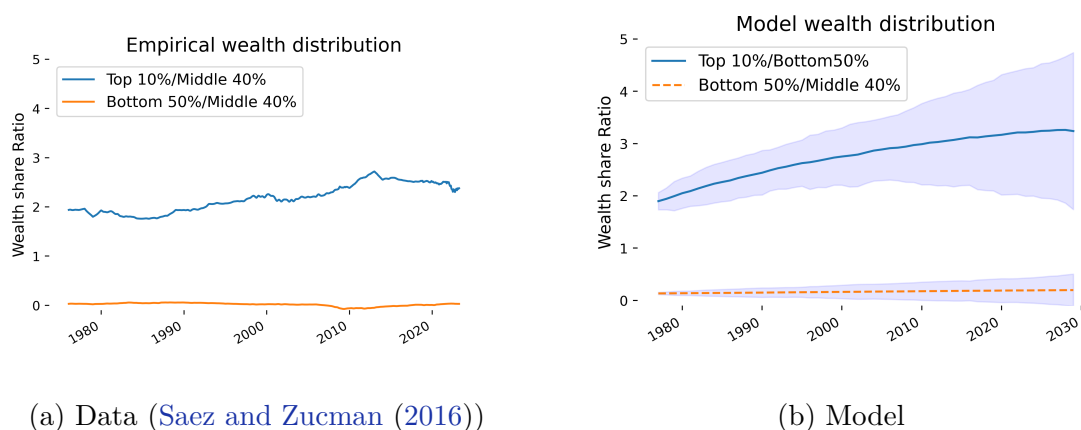 Empirical wealth distribution
Wealth share Ratio
5
4
3
2
1
0
Top 10%/Middle 40%
Bottom 50%/Middle 40%
1980
1990
2000
2010
2020
(a) Data (Saez and Zucman (2016))
Model wealth distribution
Wealth share Ratio
5
4
3
2
1
0
Top 10%/Bottom50%
Bottom 50%/Middle 40%
1980
1990
2000
2010
2020
2030
(b) Model